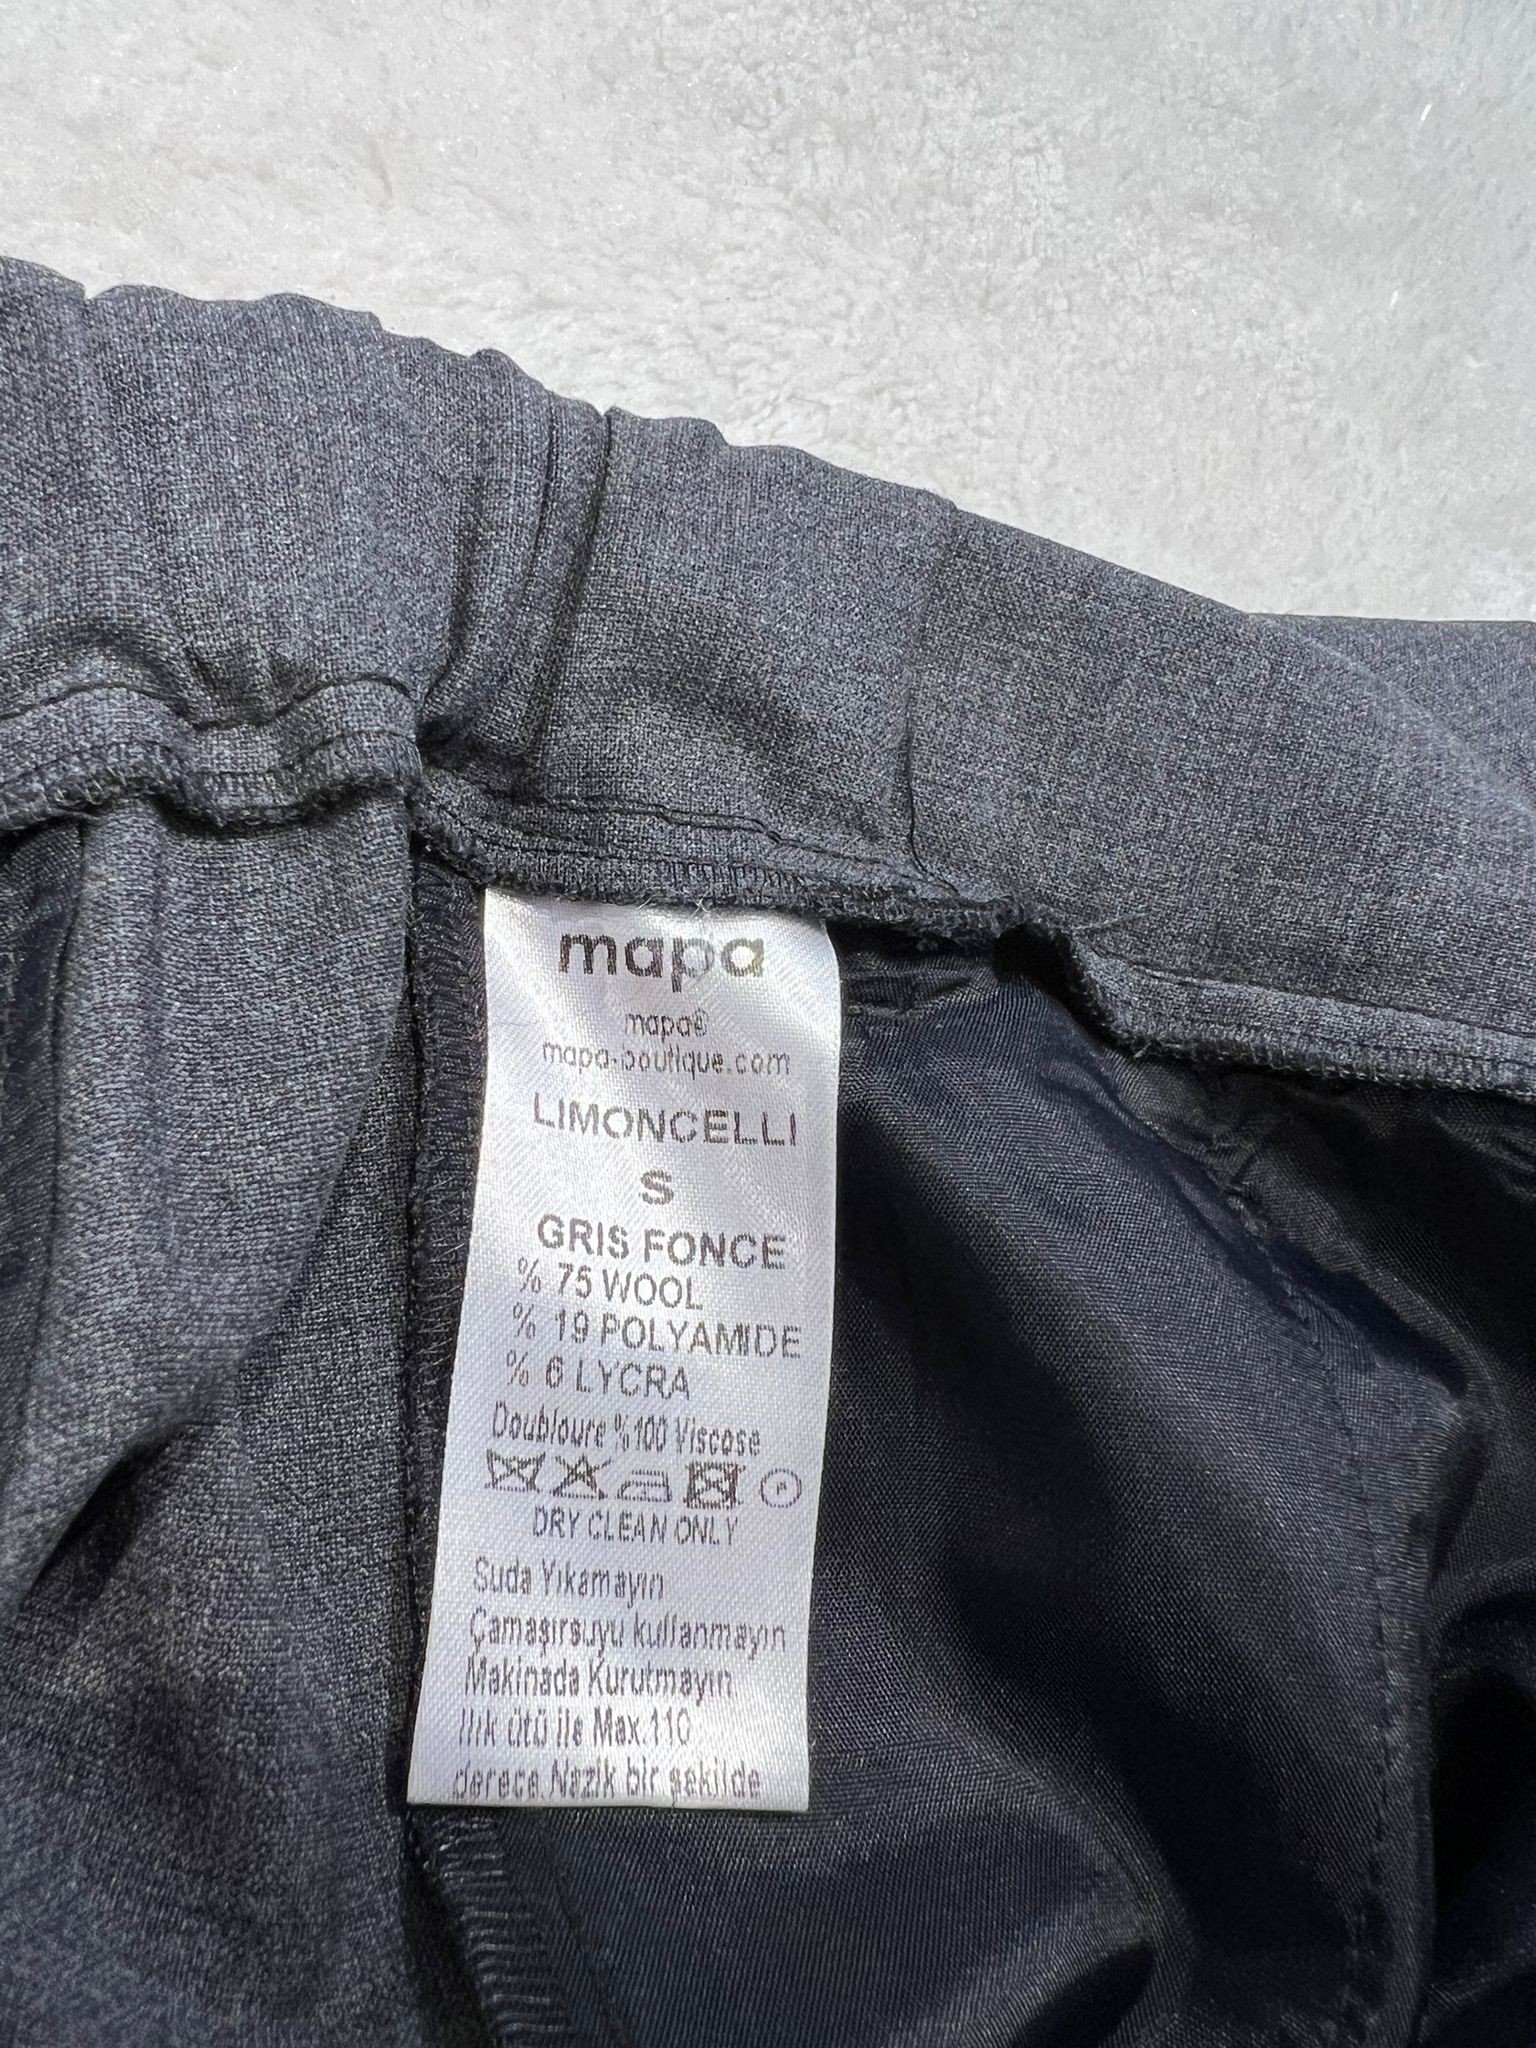 mapa
mapa®
mapa-boutique.com
LIMONCELLI
S
GRIS FONCE
% 75 WOOL
% 19 POLYAMIDE
% 6 LYCRA
Doubloure %100 Viscose
DRY CLEAN ONLY
Suda Yıkamayın
Çamaşırsuyu kullanmayın
Makinada Kurutmayın
Ilık ütü ile Max.110
derece.Nazik bir şekilde